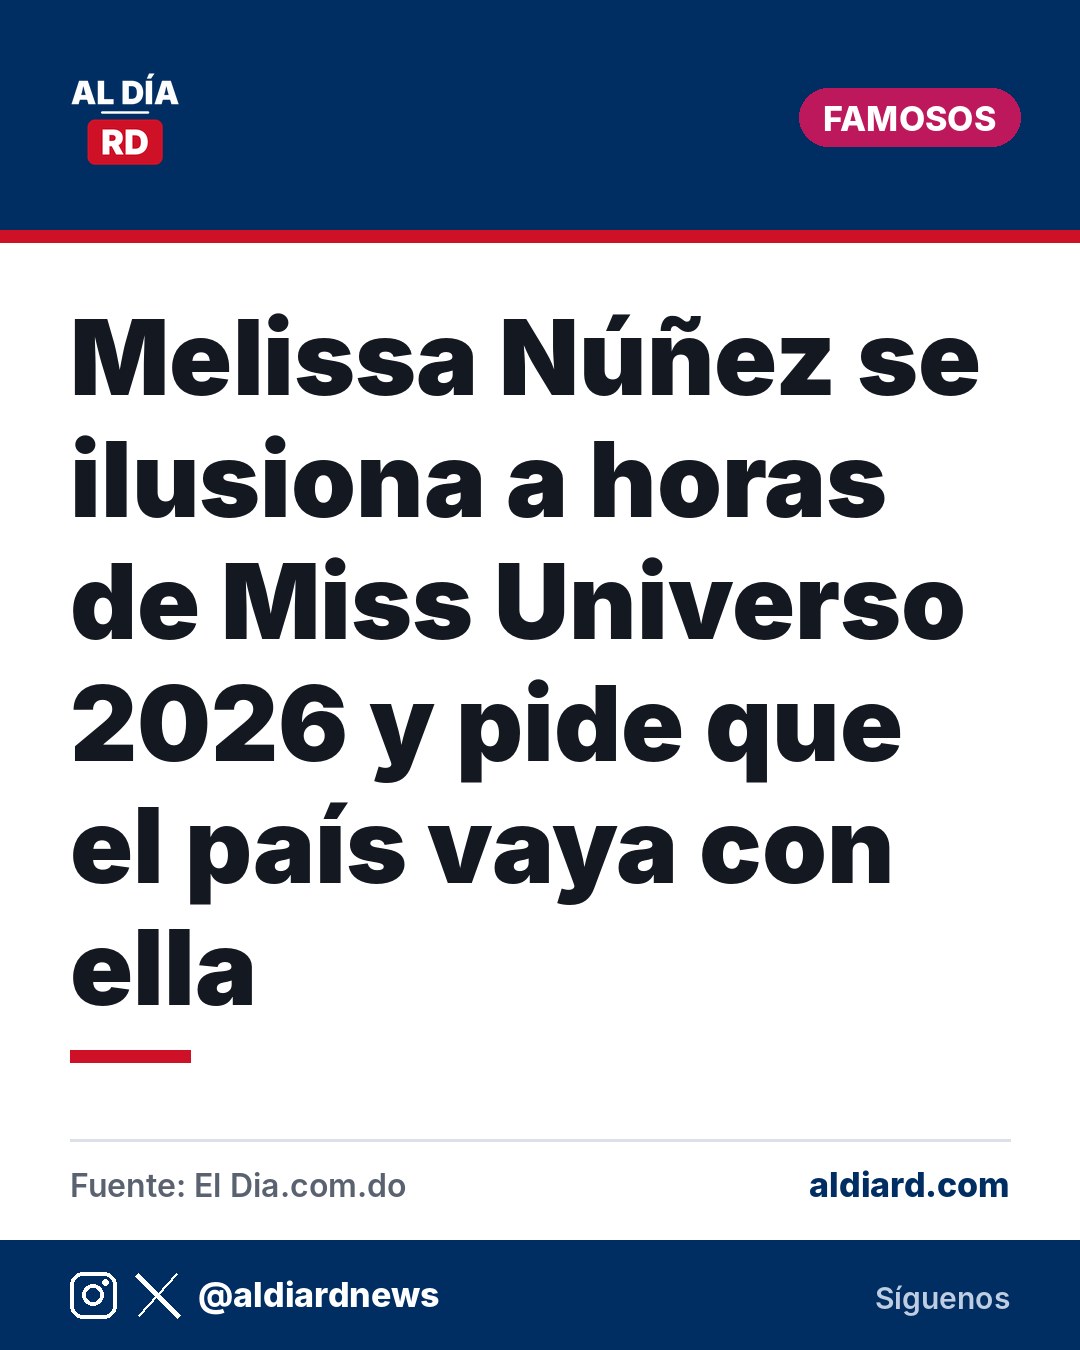 AL DÍA
RD
FAMOSOS
Melissa Núñez se
ilusiona a horas
de Miss Universo
2026 y pide que
el país vaya con
ella
Fuente: El Dia.com.do
aldiard.com
@aldiardnews
Síguenos